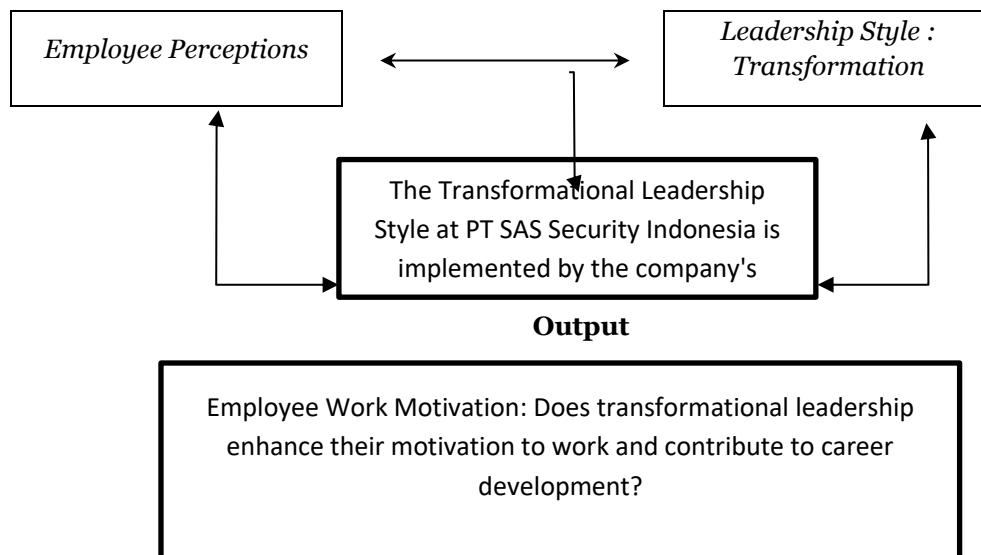 Employee Perceptions
Leadership Style :
Transformation
The Transformational Leadership
Style at PT SAS Security Indonesia is
implemented by the company's
Output
Employee Work Motivation: Does transformational leadership
enhance their motivation to work and contribute to career
development?